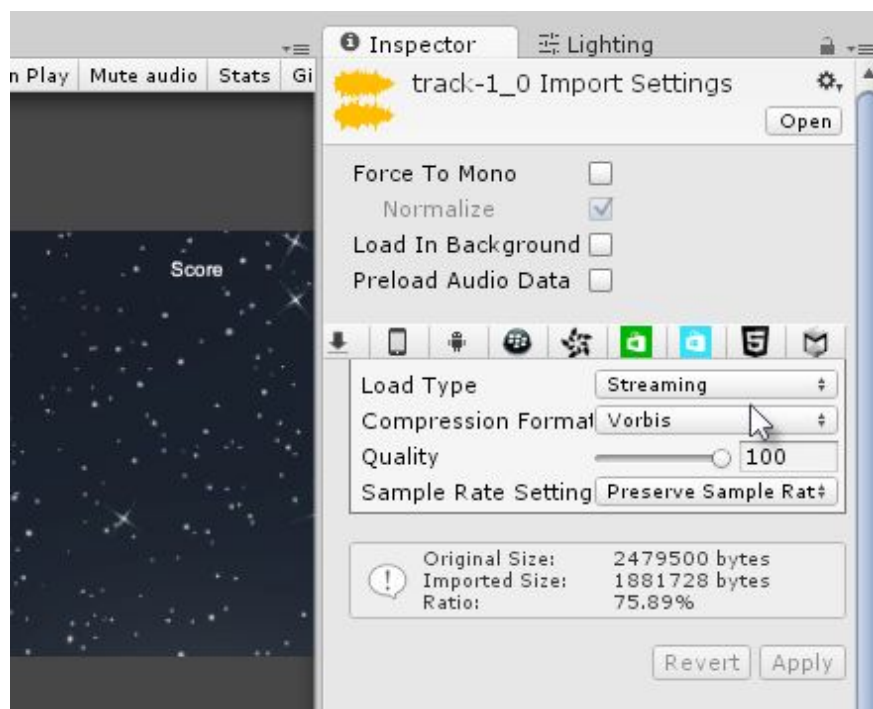 Inspector
Lighting
n Play Mute audio Stats Gi
track-1_0 Import Settings
Open
Force To Mono
Normalize
Load In Background
Preload Audio Data
Score
Load Type Streaming
Compression Format Vorbis
Quality 100
Sample Rate Setting Preserve Sample Rat
Original Size: 2479500 bytes
Imported Size: 1881728 bytes
Ratio: 75.89%
Revert Apply